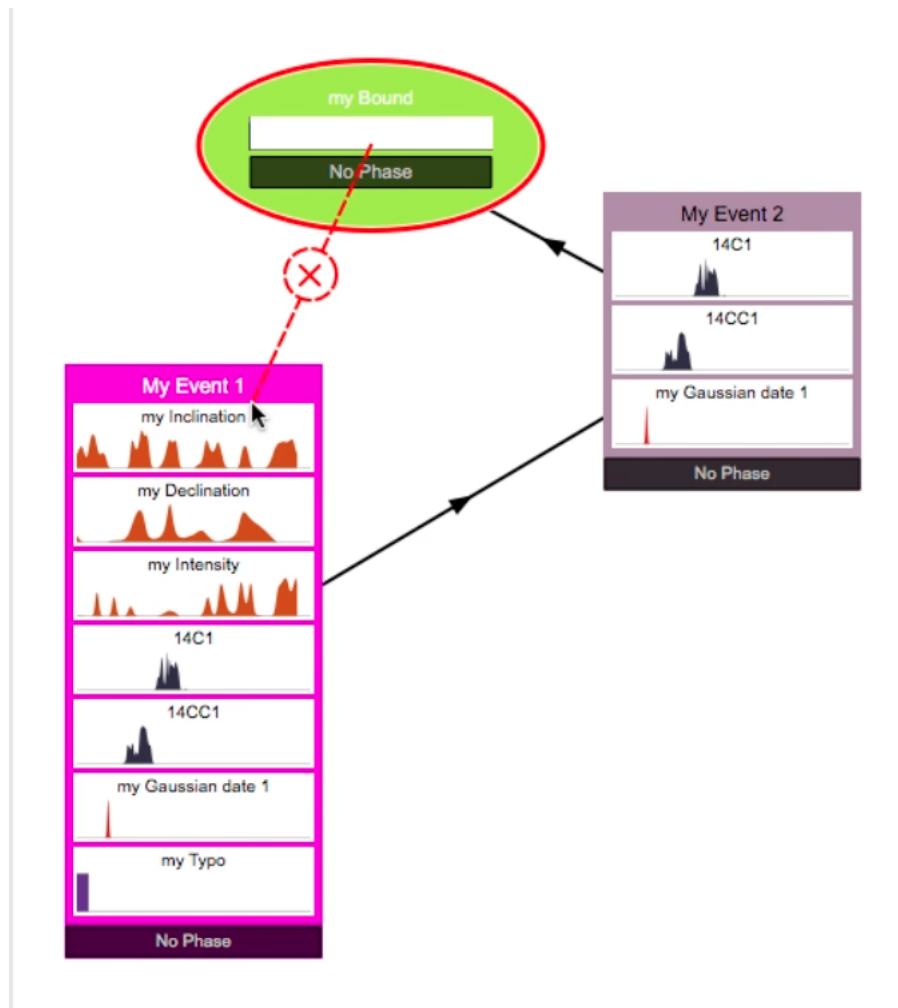 my Bound
No Phase
My Event 2
14C1
14CC1
my Gaussian date 1
No Phase
My Event 1
my Inclination
my Declination
my Intensity
14C1
14CC1
my Gaussian date 1
my Typo
No Phase